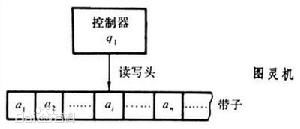 控制器
q₁
读写头
图灵机
a₁ a₂ …… aᵢ …… aₙ …… 带子